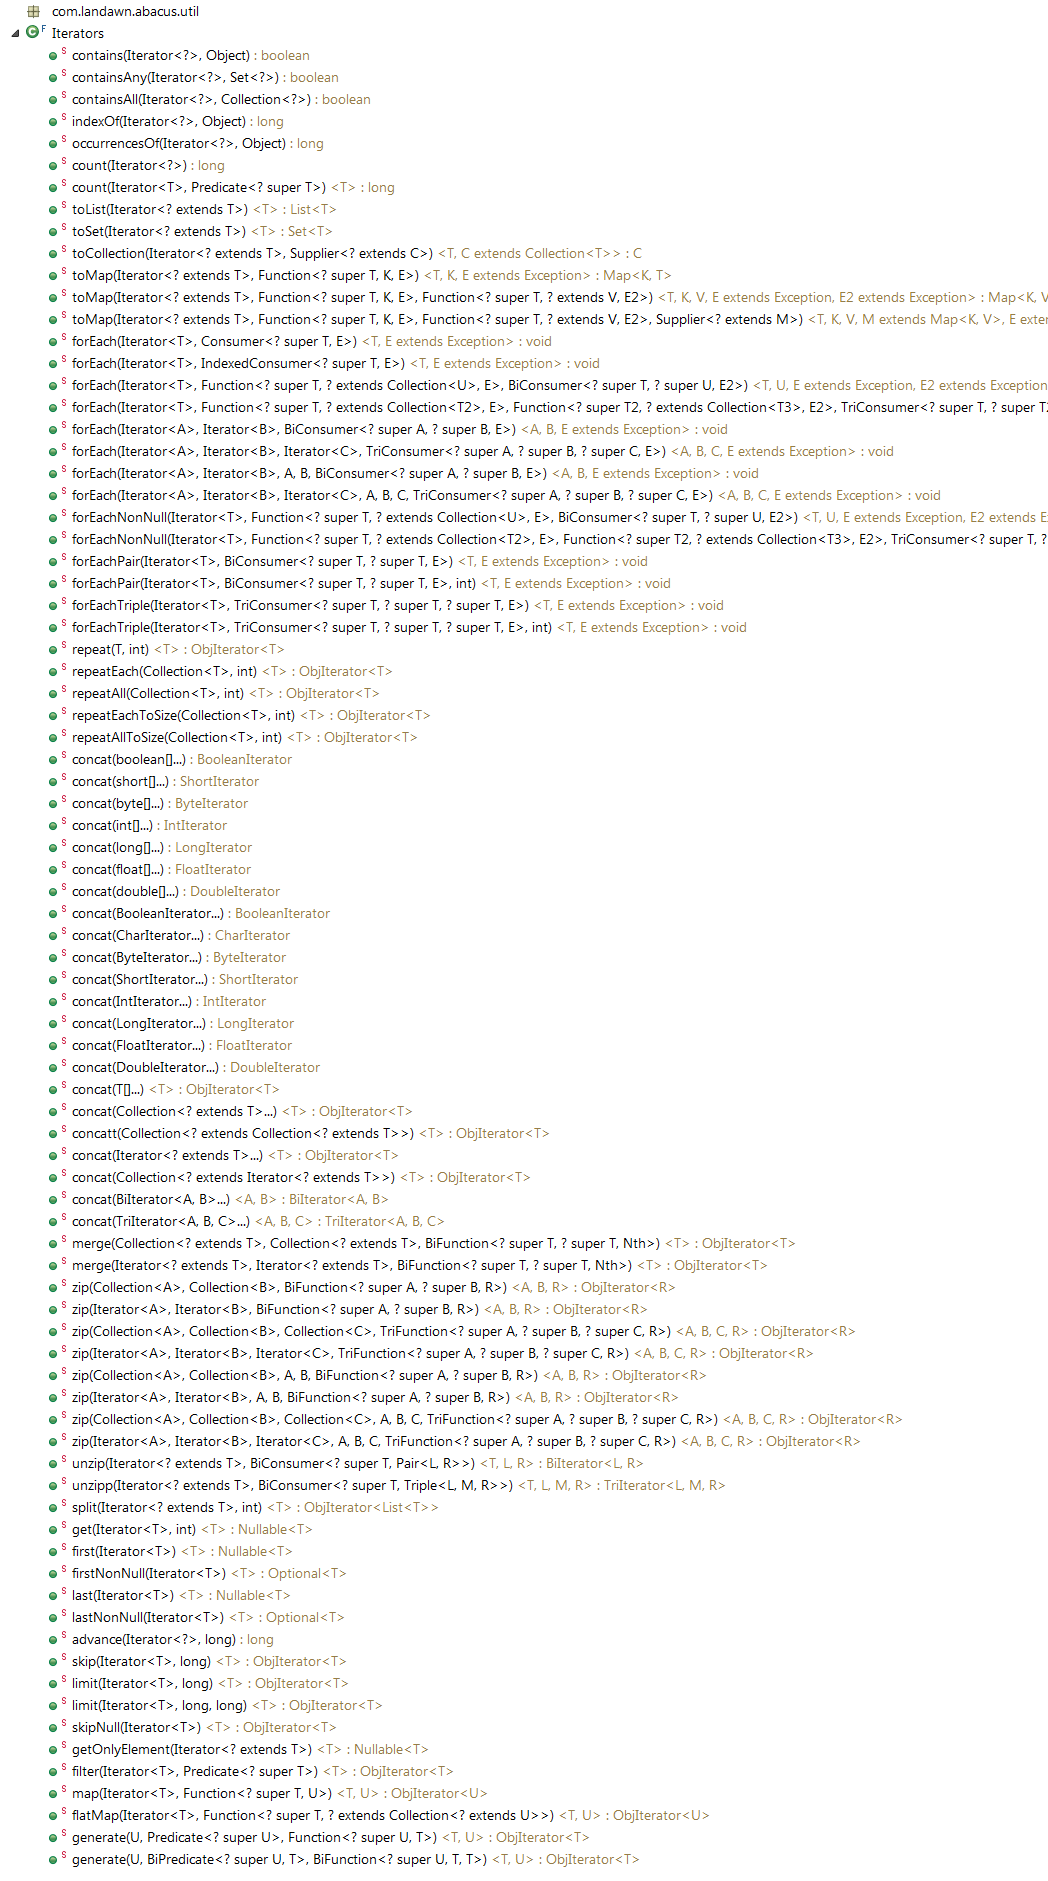 com.landawn.abacus.util
F Iterators
S contains(Iterator<?>, Object) : boolean
S containsAny(Iterator<?>, Set<?>) : boolean
S containsAll(Iterator<?>, Collection<?>) : boolean
S indexOf(Iterator<?>, Object) : long
S occurrencesOf(Iterator<?>, Object) : long
S count(Iterator<?>) : long
S count(Iterator<T>, Predicate<? super T>) <T> : long
S toList(Iterator<? extends T>) <T> : List<T>
S toSet(Iterator<? extends T>) <T> : Set<T>
S toCollection(Iterator<? extends T>, Supplier<? extends C>) <T, C extends Collection<T>> : C
S toMap(Iterator<? extends T>, Function<? super T, K, E>) <T, K, E extends Exception> : Map<K, T>
S toMap(Iterator<? extends T>, Function<? super T, K, E>, Function<? super T, ? extends V, E2>) <T, K, V, E extends Exception, E2 extends Exception> : Map<K, V
S toMap(Iterator<? extends T>, Function<? super T, K, E>, Function<? super T, ? extends V, E2>, Supplier<? extends M>) <T, K, V, M extends Map<K, V>, E exter
S forEach(Iterator<T>, Consumer<? super T, E>) <T, E extends Exception> : void
S forEach(Iterator<T>, IndexedConsumer<? super T, E>) <T, E extends Exception> : void
S forEach(Iterator<T>, Function<? super T, ? extends Collection<U>, E>, BiConsumer<? super T, ? super U, E2>) <T, U, E extends Exception, E2 extends Exception
S forEach(Iterator<T>, Function<? super T, ? extends Collection<T2>, E>, Function<? super T2, ? extends Collection<T3>, E2>, TriConsumer<? super T, ? super T2
S forEach(Iterator<A>, Iterator<B>, BiConsumer<? super A, ? super B, E>) <A, B, E extends Exception> : void
S forEach(Iterator<A>, Iterator<B>, Iterator<C>, TriConsumer<? super A, ? super B, ? super C, E>) <A, B, C, E extends Exception> : void
S forEach(Iterator<A>, Iterator<B>, A, B, BiConsumer<? super A, ? super B, E>) <A, B, E extends Exception> : void
S forEach(Iterator<A>, Iterator<B>, Iterator<C>, A, B, C, TriConsumer<? super A, ? super B, ? super C, E>) <A, B, C, E extends Exception> : void
S forEachNonNull(Iterator<T>, Function<? super T, ? extends Collection<U>, E>, BiConsumer<? super T, ? super U, E2>) <T, U, E extends Exception, E2 extends E
S forEachNonNull(Iterator<T>, Function<? super T, ? extends Collection<T2>, E>, Function<? super T2, ? extends Collection<T3>, E2>, TriConsumer<? super T, ?
S forEachPair(Iterator<T>, BiConsumer<? super T, ? super T, E>) <T, E extends Exception> : void
S forEachPair(Iterator<T>, BiConsumer<? super T, ? super T, E>, int) <T, E extends Exception> : void
S forEachTriple(Iterator<T>, TriConsumer<? super T, ? super T, ? super T, E>) <T, E extends Exception> : void
S forEachTriple(Iterator<T>, TriConsumer<? super T, ? super T, ? super T, E>, int) <T, E extends Exception> : void
S repeat(T, int) <T> : ObjIterator<T>
S repeatEach(Collection<T>, int) <T> : ObjIterator<T>
S repeatAll(Collection<T>, int) <T> : ObjIterator<T>
S repeatEachToSize(Collection<T>, int) <T> : ObjIterator<T>
S repeatAllToSize(Collection<T>, int) <T> : ObjIterator<T>
S concat(boolean[]...) : BooleanIterator
S concat(short[]...) : ShortIterator
S concat(byte[]...) : ByteIterator
S concat(int[]...) : IntIterator
S concat(long[]...) : LongIterator
S concat(float[]...) : FloatIterator
S concat(double[]...) : DoubleIterator
S concat(BooleanIterator...) : BooleanIterator
S concat(CharIterator...) : CharIterator
S concat(ByteIterator...) : ByteIterator
S concat(ShortIterator...) : ShortIterator
S concat(IntIterator...) : IntIterator
S concat(LongIterator...) : LongIterator
S concat(FloatIterator...) : FloatIterator
S concat(DoubleIterator...) : DoubleIterator
S concat(T[]...) <T> : ObjIterator<T>
S concat(Collection<? extends T>...) <T> : ObjIterator<T>
S concatt(Collection<? extends Collection<? extends T>>) <T> : ObjIterator<T>
S concat(Iterator<? extends T>...) <T> : ObjIterator<T>
S concat(Collection<? extends Iterator<? extends T>>) <T> : ObjIterator<T>
S concat(BiIterator<A, B>...) <A, B> : BiIterator<A, B>
S concat(TriIterator<A, B, C>...) <A, B, C> : TriIterator<A, B, C>
S merge(Collection<? extends T>, Collection<? extends T>, BiFunction<? super T, ? super T, Nth>) <T> : ObjIterator<T>
S merge(Iterator<? extends T>, Iterator<? extends T>, BiFunction<? super T, ? super T, Nth>) <T> : ObjIterator<T>
S zip(Collection<A>, Collection<B>, BiFunction<? super A, ? super B, R>) <A, B, R> : ObjIterator<R>
S zip(Iterator<A>, Iterator<B>, BiFunction<? super A, ? super B, R>) <A, B, R> : ObjIterator<R>
S zip(Collection<A>, Collection<B>, Collection<C>, TriFunction<? super A, ? super B, ? super C, R>) <A, B, C, R> : ObjIterator<R>
S zip(Iterator<A>, Iterator<B>, Iterator<C>, TriFunction<? super A, ? super B, ? super C, R>) <A, B, C, R> : ObjIterator<R>
S zip(Collection<A>, Collection<B>, A, B, BiFunction<? super A, ? super B, R>) <A, B, R> : ObjIterator<R>
S zip(Iterator<A>, Iterator<B>, A, B, BiFunction<? super A, ? super B, R>) <A, B, R> : ObjIterator<R>
S zip(Collection<A>, Collection<B>, Collection<C>, A, B, C, TriFunction<? super A, ? super B, ? super C, R>) <A, B, C, R> : ObjIterator<R>
S zip(Iterator<A>, Iterator<B>, Iterator<C>, A, B, C, TriFunction<? super A, ? super B, ? super C, R>) <A, B, C, R> : ObjIterator<R>
S unzip(Iterator<? extends T>, BiConsumer<? super T, Pair<L, R>>) <T, L, R> : BiIterator<L, R>
S unzipp(Iterator<? extends T>, BiConsumer<? super T, Triple<L, M, R>>) <T, L, M, R> : TriIterator<L, M, R>
S split(Iterator<? extends T>, int) <T> : ObjIterator<List<T>>
S get(Iterator<T>, int) <T> : Nullable<T>
S first(Iterator<T>) <T> : Nullable<T>
S firstNonNull(Iterator<T>) <T> : Optional<T>
S last(Iterator<T>) <T> : Nullable<T>
S lastNonNull(Iterator<T>) <T> : Optional<T>
S advance(Iterator<?>, long) : long
S skip(Iterator<T>, long) <T> : ObjIterator<T>
S limit(Iterator<T>, long) <T> : ObjIterator<T>
S limit(Iterator<T>, long, long) <T> : ObjIterator<T>
S skipNull(Iterator<T>) <T> : ObjIterator<T>
S getOnlyElement(Iterator<? extends T>) <T> : Nullable<T>
S filter(Iterator<T>, Predicate<? super T>) <T> : ObjIterator<T>
S map(Iterator<T>, Function<? super T, U>) <T, U> : ObjIterator<U>
S flatMap(Iterator<T>, Function<? super T, ? extends Collection<? extends U>>) <T, U> : ObjIterator<U>
S generate(U, Predicate<? super U>, Function<? super U, T>) <T, U> : ObjIterator<T>
S generate(U, BiPredicate<? super U, T>, BiFunction<? super U, T, T>) <T, U> : ObjIterator<T>